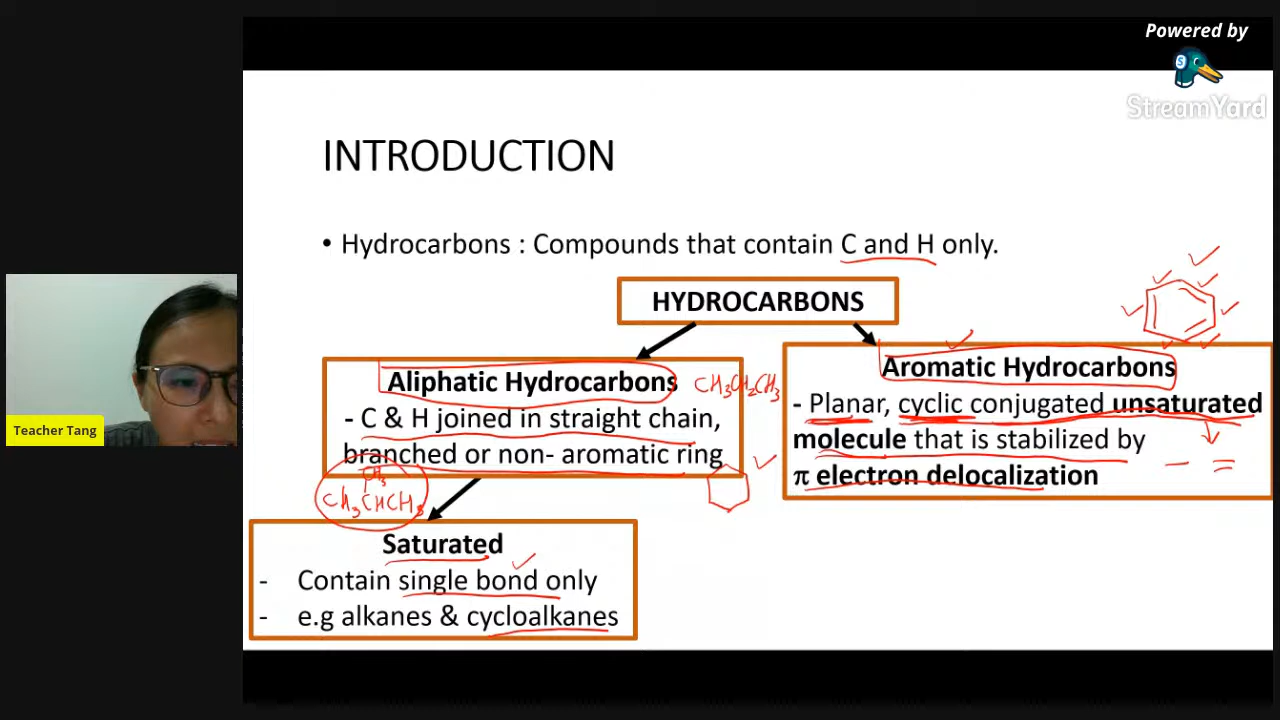 Powered by
StreamYard
INTRODUCTION
• Hydrocarbons : Compounds that contain C and H only.
HYDROCARBONS
Aliphatic Hydrocarbons
- C & H joined in straight chain,
branched or non- aromatic ring
CH3CH2CH3
Aromatic Hydrocarbons
- Planar, cyclic conjugated unsaturated
molecule that is stabilized by
π electron delocalization
CH3
CH3CHCH3
Saturated
- Contain single bond only
- e.g alkanes & cycloalkanes
Teacher Tang